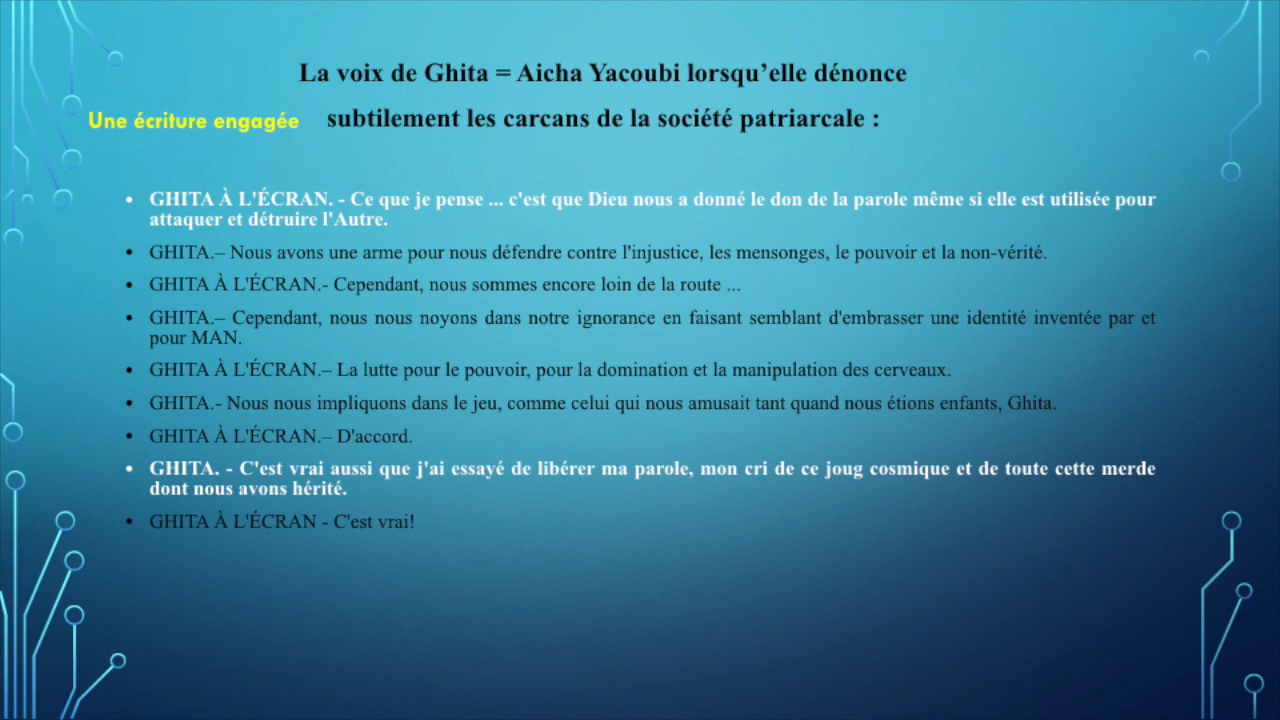 La voix de Ghita = Aicha Yacoubi lorsqu’elle dénonce
Une écriture engagée
subtilement les carcans de la société patriarcale :
• GHITA À L'ÉCRAN. - Ce que je pense ... c'est que Dieu nous a donné le don de la parole même si elle est utilisée pour
attaquer et détruire l'Autre.
• GHITA.– Nous avons une arme pour nous défendre contre l'injustice, les mensonges, le pouvoir et la non-vérité.
• GHITA À L'ÉCRAN.- Cependant, nous sommes encore loin de la route ...
• GHITA.– Cependant, nous nous noyons dans notre ignorance en faisant semblant d'embrasser une identité inventée par et
pour MAN.
• GHITA À L'ÉCRAN.– La lutte pour le pouvoir, pour la domination et la manipulation des cerveaux.
• GHITA.- Nous nous impliquons dans le jeu, comme celui qui nous amusait tant quand nous étions enfants, Ghita.
• GHITA À L'ÉCRAN.– D'accord.
• GHITA. - C'est vrai aussi que j'ai essayé de libérer ma parole, mon cri de ce joug cosmique et de toute cette merde
dont nous avons hérité.
• GHITA À L'ÉCRAN - C'est vrai!